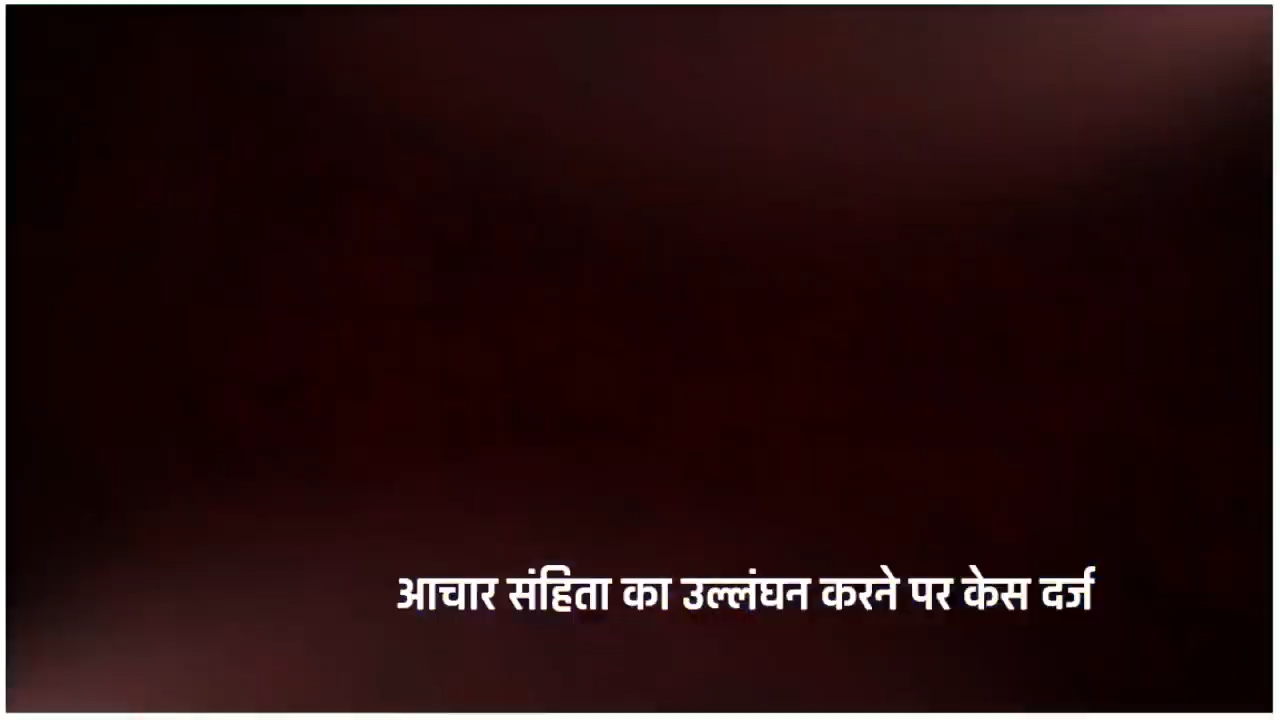 आचार संहिता का उल्लंघन करने पर केस दर्ज